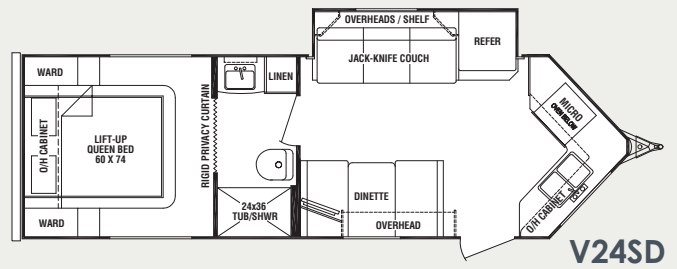 OVERHEADS / SHELF
JACK-KNIFE COUCH
REFER
WARD
LINEN
MICRO
OVEN BELOW
RIGID PRIVACY CURTAIN
O/H CABINET
LIFT-UP
QUEEN BED
60 X 74
DINETTE
24x36
TUB/SHWR
O/H CABINET
WARD
OVERHEAD
V24SD